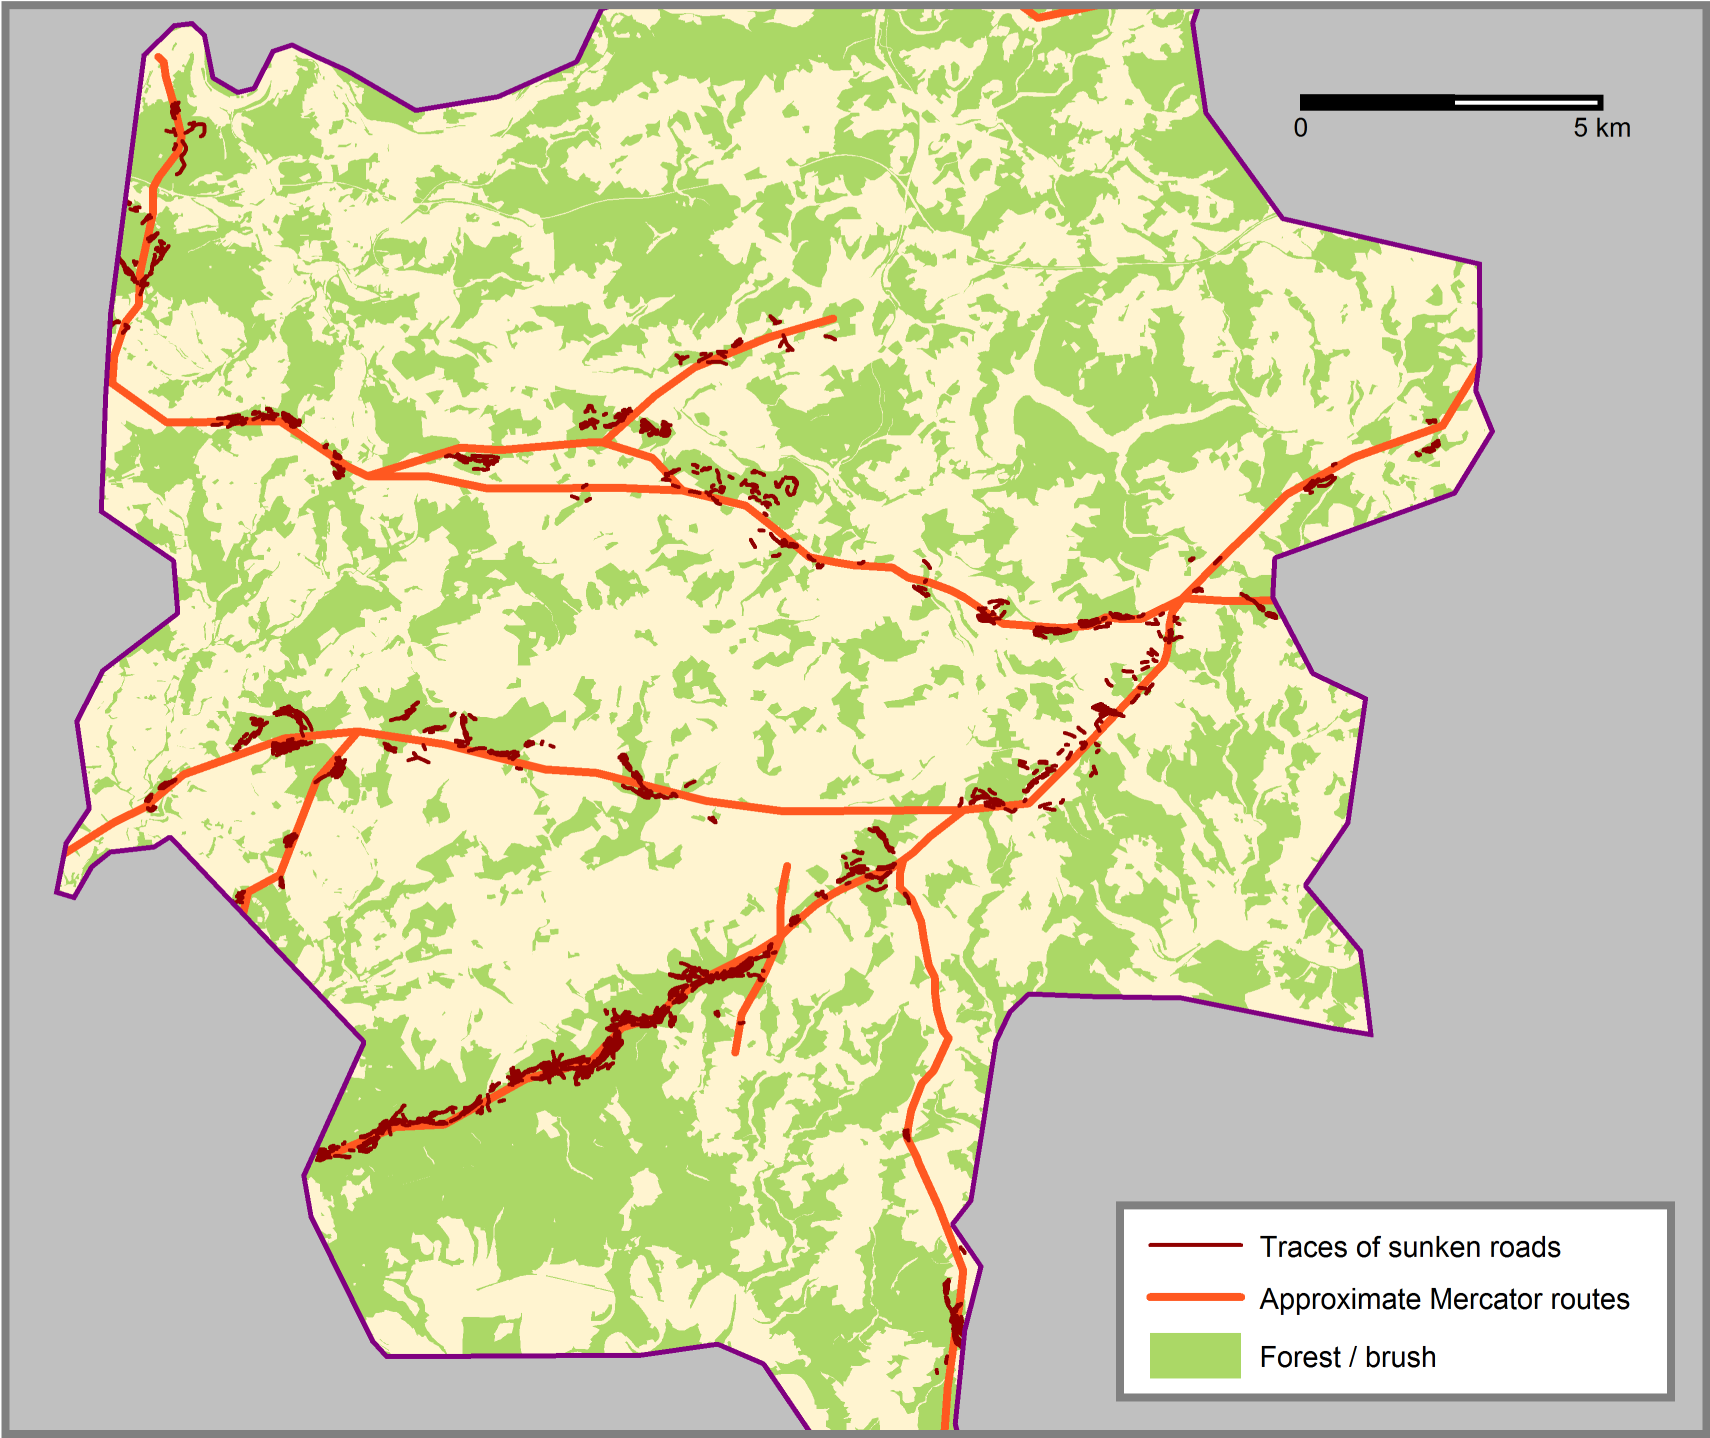 0 5 km
Traces of sunken roads
Approximate Mercator routes
Forest / brush